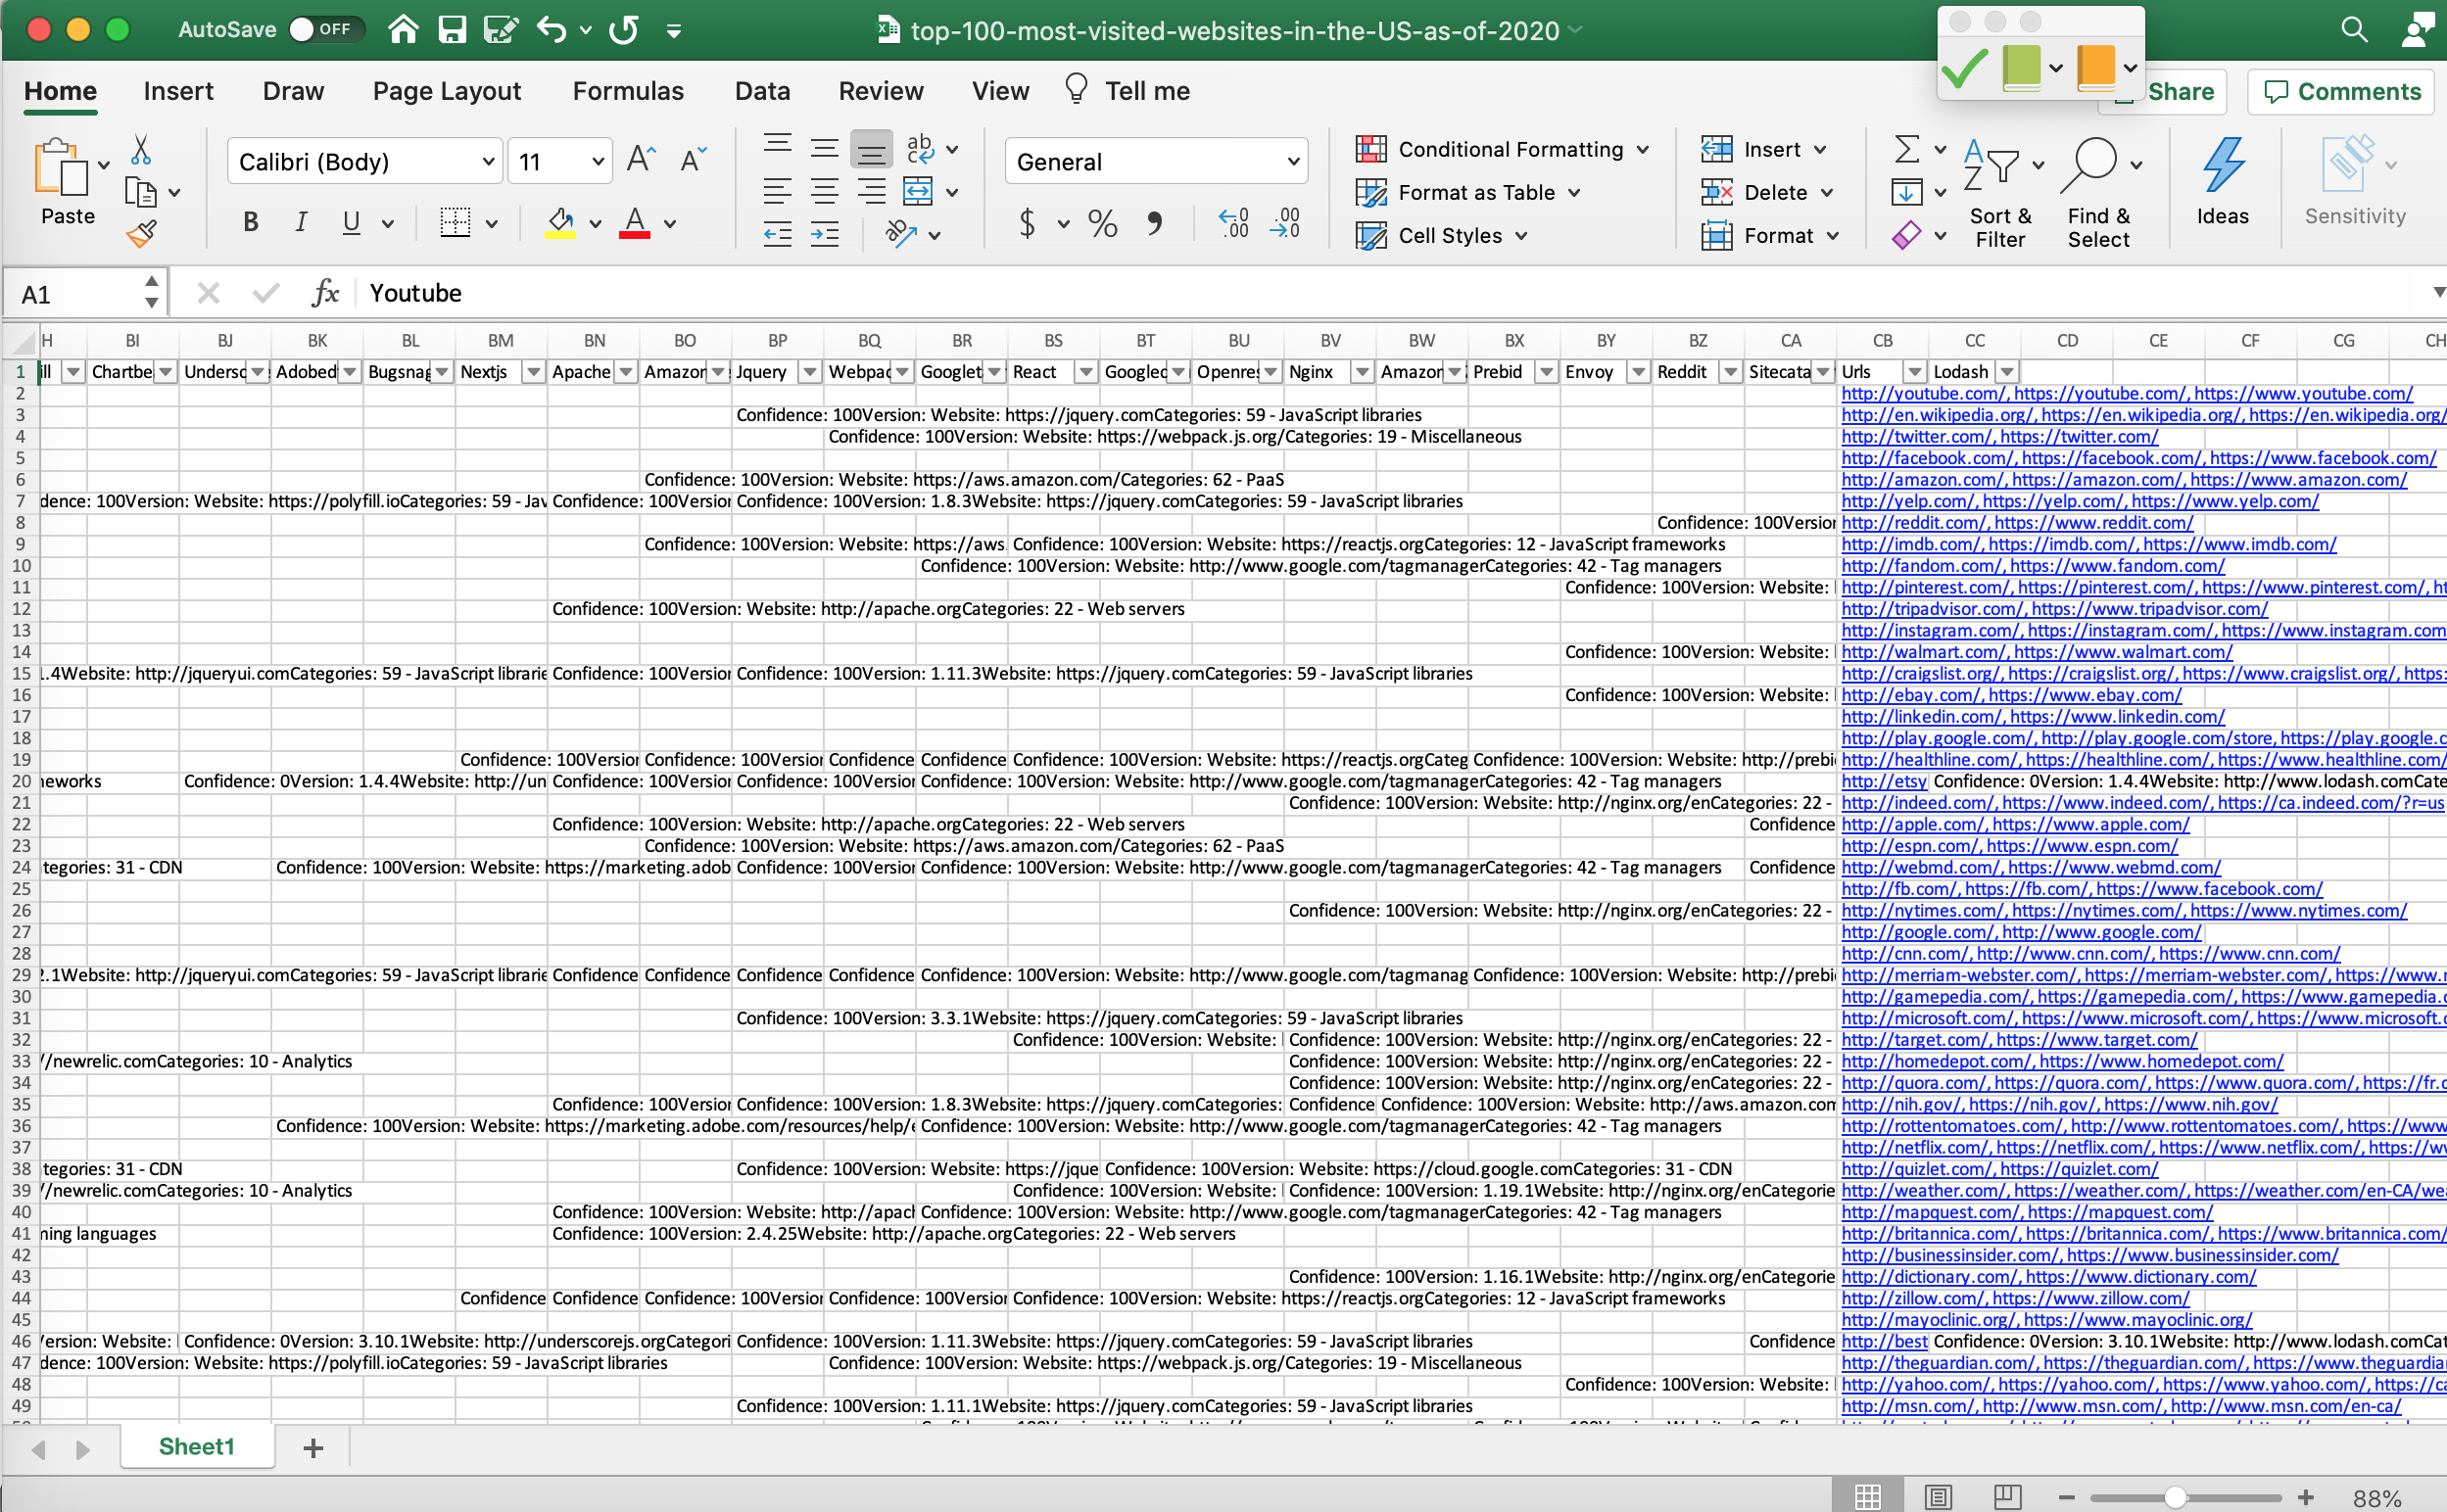 AutoSave OFF top-100-most-visited-websites-in-the-US-as-of-2020
Home Insert Draw Page Layout Formulas Data Review View Tell me Share Comments
Paste Calibri (Body) 11 General Conditional Formatting Format as Table Cell Styles Insert Delete Format Sort & Filter Find & Select Ideas Sensitivity
A1 fx Youtube
H BI BJ BK BL BM BN BO BP BQ BR BS BT BU BV BW BX BY BZ CA CB CC CD CE CF CG CH
1 ill Chartbe Undersc Adobed Bugsnag Nextjs Apache Amazon Jquery Webpac Googlet React Googlec Openres Nginx Amazon Prebid Envoy Reddit Sitecata Urls Lodash
2 http://youtube.com/, https://youtube.com/, https://www.youtube.com/
3 Confidence: 100Version: Website: https://jquery.comCategories: 59 - JavaScript libraries http://en.wikipedia.org/, https://en.wikipedia.org/, https://en.wikipedia.org/
4 Confidence: 100Version: Website: https://webpack.js.org/Categories: 19 - Miscellaneous http://twitter.com/, https://twitter.com/
5 http://facebook.com/, https://facebook.com/, https://www.facebook.com/
6 Confidence: 100Version: Website: https://aws.amazon.com/Categories: 62 - PaaS http://amazon.com/, https://amazon.com/, https://www.amazon.com/
7 dence: 100Version: Website: https://polyfill.ioCategories: 59 - Jav Confidence: 100Version Confidence: 100Version: 1.8.3Website: https://jquery.comCategories: 59 - JavaScript libraries http://yelp.com/, https://yelp.com/, https://www.yelp.com/
8 Confidence: 100Version http://reddit.com/, https://www.reddit.com/
9 Confidence: 100Version: Website: https://aws. Confidence: 100Version: Website: https://reactjs.orgCategories: 12 - JavaScript frameworks http://imdb.com/, https://imdb.com/, https://www.imdb.com/
10 Confidence: 100Version: Website: http://www.google.com/tagmanagerCategories: 42 - Tag managers http://fandom.com/, https://www.fandom.com/
11 Confidence: 100Version: Website: http://pinterest.com/, https://pinterest.com/, https://www.pinterest.com/, ht
12 Confidence: 100Version: Website: http://apache.orgCategories: 22 - Web servers http://tripadvisor.com/, https://www.tripadvisor.com/
13 http://instagram.com/, https://instagram.com/, https://www.instagram.com
14 Confidence: 100Version: Website: http://walmart.com/, https://www.walmart.com/
15 .4Website: http://jqueryui.comCategories: 59 - JavaScript librarie Confidence: 100Version Confidence: 100Version: 1.11.3Website: https://jquery.comCategories: 59 - JavaScript libraries http://craigslist.org/, https://craigslist.org/, https://www.craigslist.org/, https:
16 Confidence: 100Version: Website: http://ebay.com/, https://www.ebay.com/
17 http://linkedin.com/, https://www.linkedin.com/
18 http://play.google.com/, http://play.google.com/store, https://play.google.c
19 Confidence: 100Version Confidence: 100Version Confidence Confidence Confidence: 100Version: Website: https://reactjs.orgCateg Confidence: 100Version: Website: http://prebi http://healthline.com/, https://healthline.com/, https://www.healthline.com/
20 neworks Confidence: 0Version: 1.4.4Website: http://un Confidence: 100Version Confidence: 100Version Confidence: 100Version: Website: http://www.google.com/tagmanagerCategories: 42 - Tag managers http://etsy Confidence: 0Version: 1.4.4Website: http://www.lodash.comCate
21 Confidence: 100Version: Website: http://nginx.org/enCategories: 22 - http://indeed.com/, https://www.indeed.com/, https://ca.indeed.com/?r=us
22 Confidence: 100Version: Website: http://apache.orgCategories: 22 - Web servers Confidence http://apple.com/, https://www.apple.com/
23 Confidence: 100Version: Website: https://aws.amazon.com/Categories: 62 - PaaS http://espn.com/, https://www.espn.com/
24 tegories: 31 - CDN Confidence: 100Version: Website: https://marketing.adob Confidence: 100Version Confidence: 100Version: Website: http://www.google.com/tagmanagerCategories: 42 - Tag managers Confidence http://webmd.com/, https://www.webmd.com/
25 http://fb.com/, https://fb.com/, https://www.facebook.com/
26 Confidence: 100Version: Website: http://nginx.org/enCategories: 22 - http://nytimes.com/, https://nytimes.com/, https://www.nytimes.com/
27 http://google.com/, http://www.google.com/
28 http://cnn.com/, http://www.cnn.com/, https://www.cnn.com/
29 2.1Website: http://jqueryui.comCategories: 59 - JavaScript librarie Confidence Confidence Confidence Confidence Confidence: 100Version: Website: http://www.google.com/tagmanag Confidence: 100Version: Website: http://prebi http://merriam-webster.com/, https://merriam-webster.com/, https://www.r
30 http://gamepedia.com/, https://gamepedia.com/, https://www.gamepedia.c
31 Confidence: 100Version: 3.3.1Website: https://jquery.comCategories: 59 - JavaScript libraries http://microsoft.com/, https://www.microsoft.com/, https://www.microsoft.c
32 Confidence: 100Version: Website: Confidence: 100Version: Website: http://nginx.org/enCategories: 22 - http://target.com/, https://www.target.com/
33 //newrelic.comCategories: 10 - Analytics Confidence: 100Version: Website: http://nginx.org/enCategories: 22 - http://homedepot.com/, https://www.homedepot.com/
34 Confidence: 100Version: Website: http://nginx.org/enCategories: 22 - http://quora.com/, https://quora.com/, https://www.quora.com/, https://fr.c
35 Confidence: 100Version Confidence: 100Version: 1.8.3Website: https://jquery.comCategories: Confidence Confidence: 100Version: Website: http://aws.amazon.com http://nih.gov/, https://nih.gov/, https://www.nih.gov/
36 Confidence: 100Version: Website: https://marketing.adobe.com/resources/help/e Confidence: 100Version: Website: http://www.google.com/tagmanagerCategories: 42 - Tag managers http://rottentomatoes.com/, http://www.rottentomatoes.com/, https://www
37 http://netflix.com/, https://netflix.com/, https://www.netflix.com/, https://ww
38 tegories: 31 - CDN Confidence: 100Version: Website: https://jque Confidence: 100Version: Website: https://cloud.google.comCategories: 31 - CDN http://quizlet.com/, https://quizlet.com/
39 //newrelic.comCategories: 10 - Analytics Confidence: 100Version: Website: Confidence: 100Version: 1.19.1Website: http://nginx.org/enCategorie http://weather.com/, https://weather.com/, https://weather.com/en-CA/wea
40 Confidence: 100Version: Website: http://apach Confidence: 100Version: Website: http://www.google.com/tagmanagerCategories: 42 - Tag managers http://mapquest.com/, https://mapquest.com/
41 ning languages Confidence: 100Version: 2.4.25Website: http://apache.orgCategories: 22 - Web servers http://britannica.com/, https://britannica.com/, https://www.britannica.com/
42 http://businessinsider.com/, https://www.businessinsider.com/
43 Confidence: 100Version: 1.16.1Website: http://nginx.org/enCategorie http://dictionary.com/, https://www.dictionary.com/
44 Confidence Confidence Confidence: 100Version Confidence: 100Version Confidence: 100Version: Website: https://reactjs.orgCategories: 12 - JavaScript frameworks http://zillow.com/, https://www.zillow.com/
45 http://mayoclinic.org/, https://www.mayoclinic.org/
46 /ersion: Website: Confidence: 0Version: 3.10.1Website: http://underscorejs.orgCategori Confidence: 100Version: 1.11.3Website: https://jquery.comCategories: 59 - JavaScript libraries Confidence http://best Confidence: 0Version: 3.10.1Website: http://www.lodash.comCat
47 dence: 100Version: Website: https://polyfill.ioCategories: 59 - JavaScript libraries Confidence: 100Version: Website: https://webpack.js.org/Categories: 19 - Miscellaneous http://theguardian.com/, https://theguardian.com/, https://www.theguardia
48 Confidence: 100Version: Website: http://yahoo.com/, https://yahoo.com/, https://www.yahoo.com/, https://ca
49 Confidence: 100Version: 1.11.1Website: https://jquery.comCategories: 59 - JavaScript libraries http://msn.com/, http://www.msn.com/, http://www.msn.com/en-ca/
Sheet1
88%